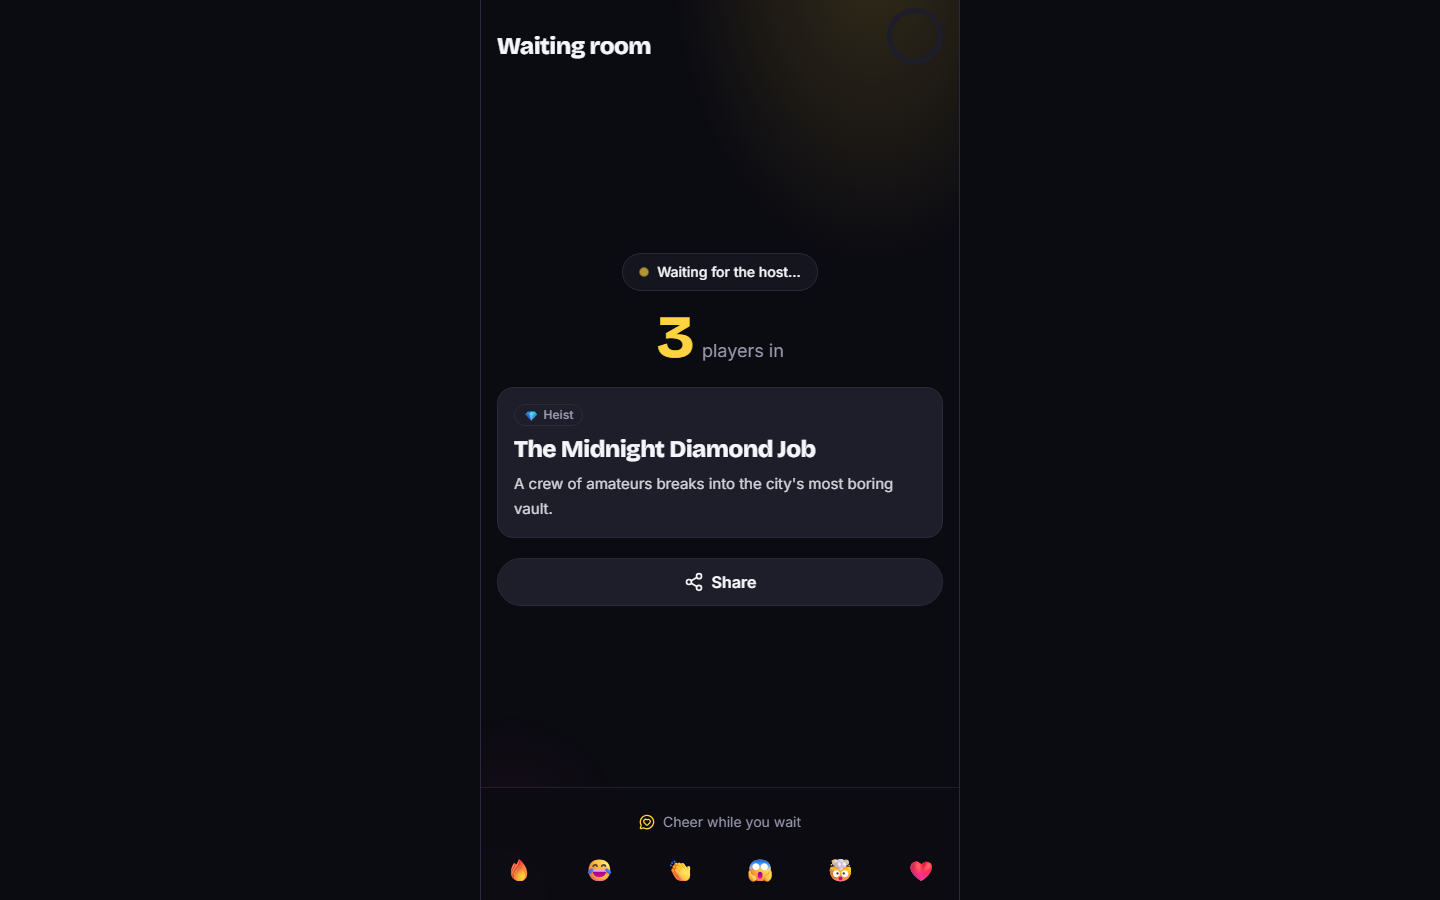 Waiting room
Waiting for the host...
3 players in
Heist
The Midnight Diamond Job
A crew of amateurs breaks into the city's most boring
vault.
Share
Cheer while you wait